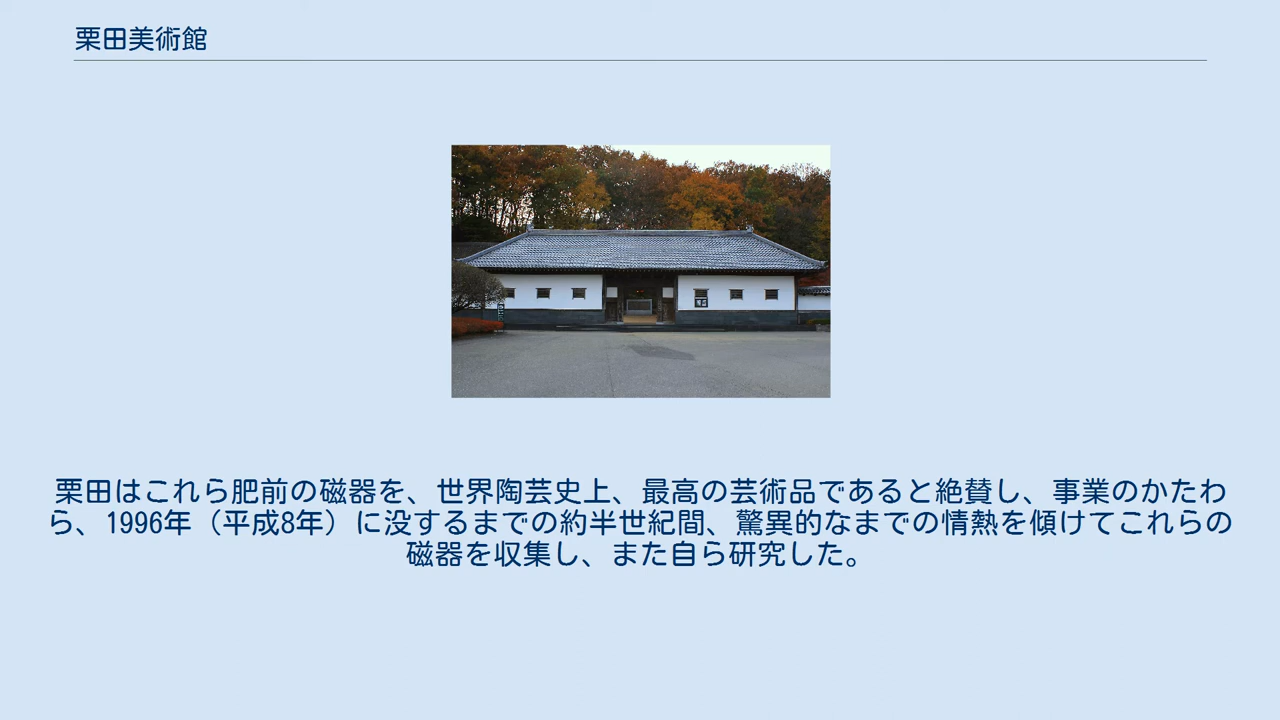 栗田美術館
栗田はこれら肥前の磁器を、世界陶芸史上、最高の芸術品であると絶賛し、事業のかたわ
ら、1996年（平成8年）に没するまでの約半世紀間、驚異的なまでの情熱を傾けてこれらの
磁器を収集し、また自ら研究した。